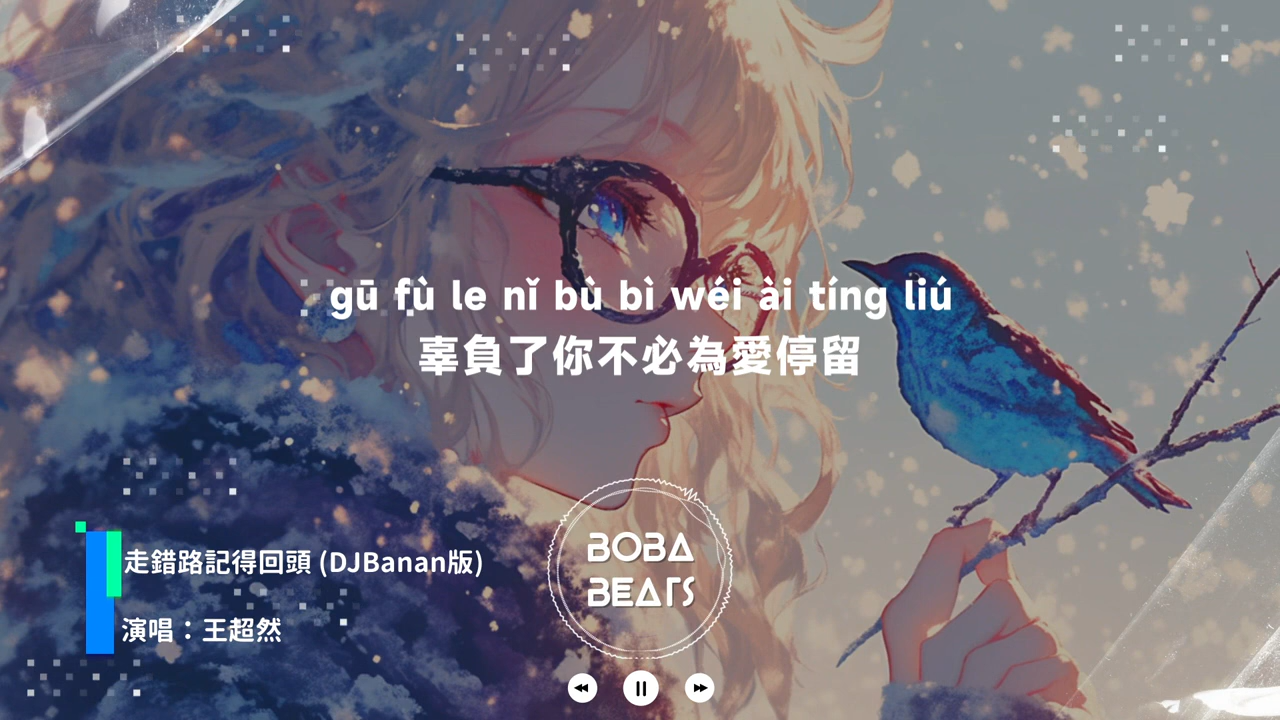 gū fù le nǐ bù bì wéi ài tíng liú
辜負了你不必為愛停留
走錯路記得回頭 (DJBanan版)
演唱：王超然
BOBA
BEATS